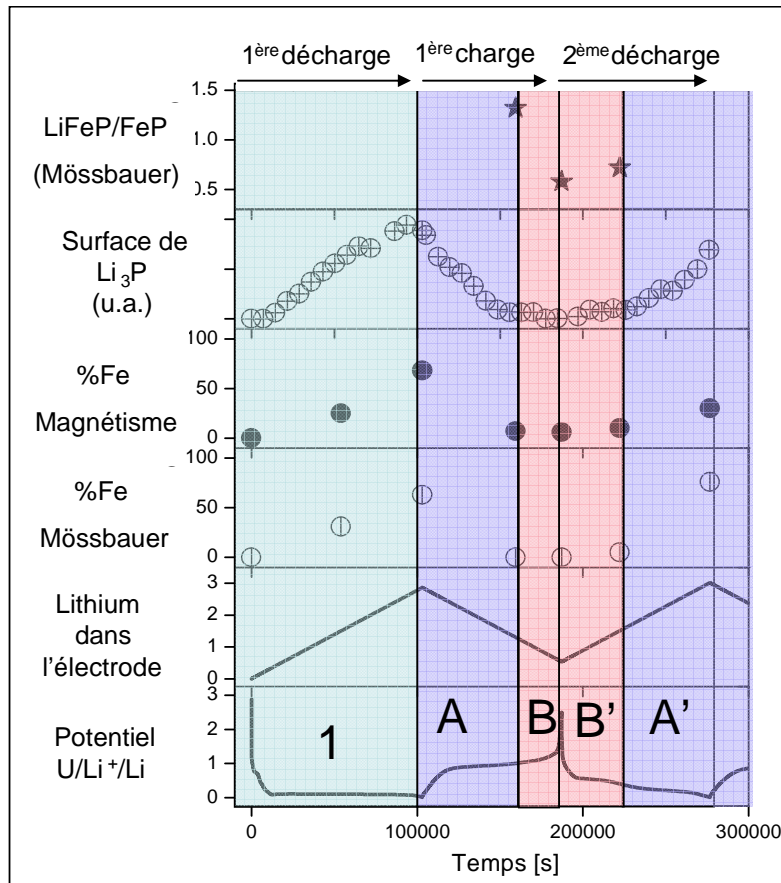 1ère décharge 1ère charge 2ème décharge
LiFeP/FeP
(Mössbauer)
1.5
1.0
0.5
Surface de
Li3P
(u.a.)
%Fe
Magnétisme
100
50
0
%Fe
Mössbauer
100
50
0
Lithium
dans
l'électrode
3
2
1
0
Potentiel
U/Li+/Li
3
2
1
0
1 A B B' A'
0 100000 200000 300000
Temps [s]